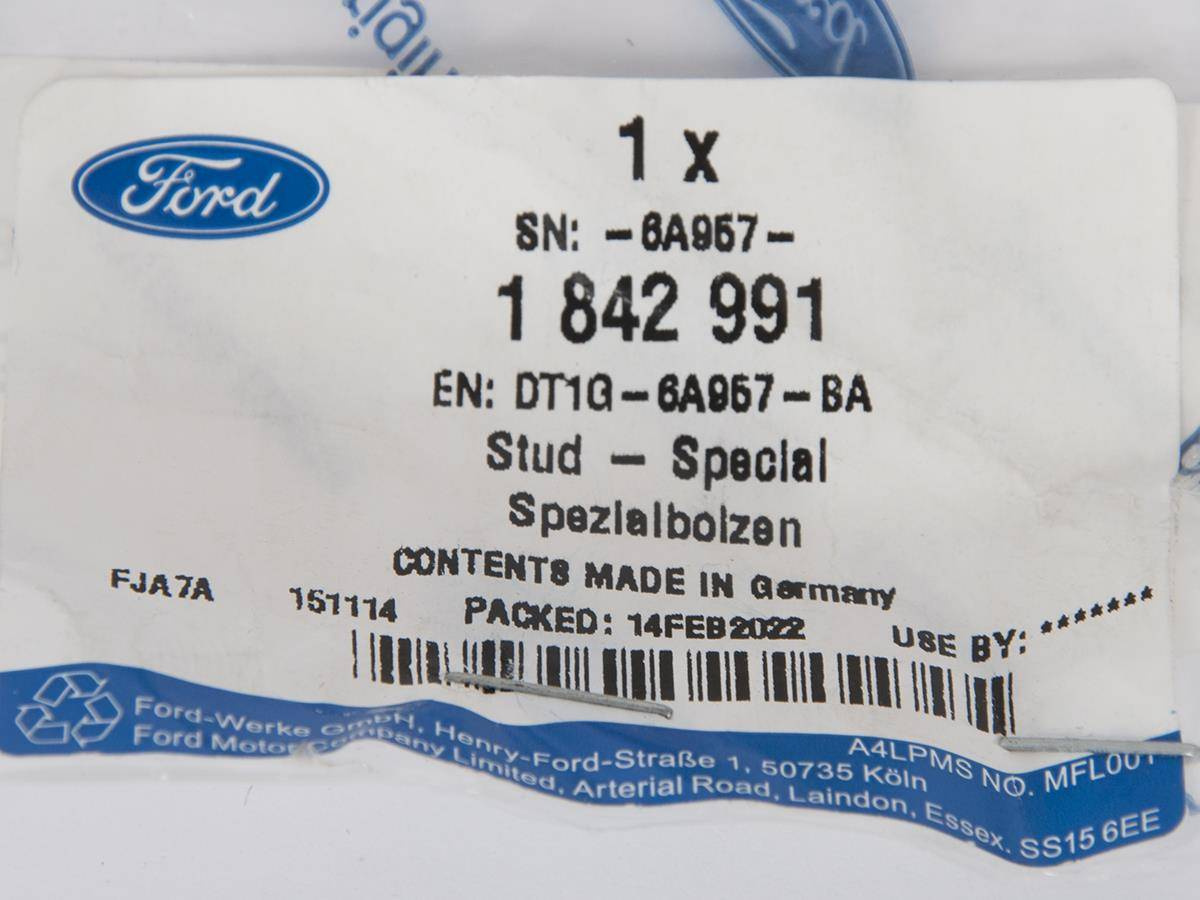 Ford
1 x
SN: -6A957-
1 842 991
EN: DT1G-6A957-BA
Stud - Special
Spezialbolzen
CONTENTS MADE IN Germany
FJA7A 151114 PACKED: 14FEB2022 USE BY: *******
A4LPMS NO. MFL001
Ford-Werke GmbH, Henry-Ford-Straße 1, 50735 Köln
Ford Motor Company Limited, Arterial Road, Laindon, Essex. SS15 6EE